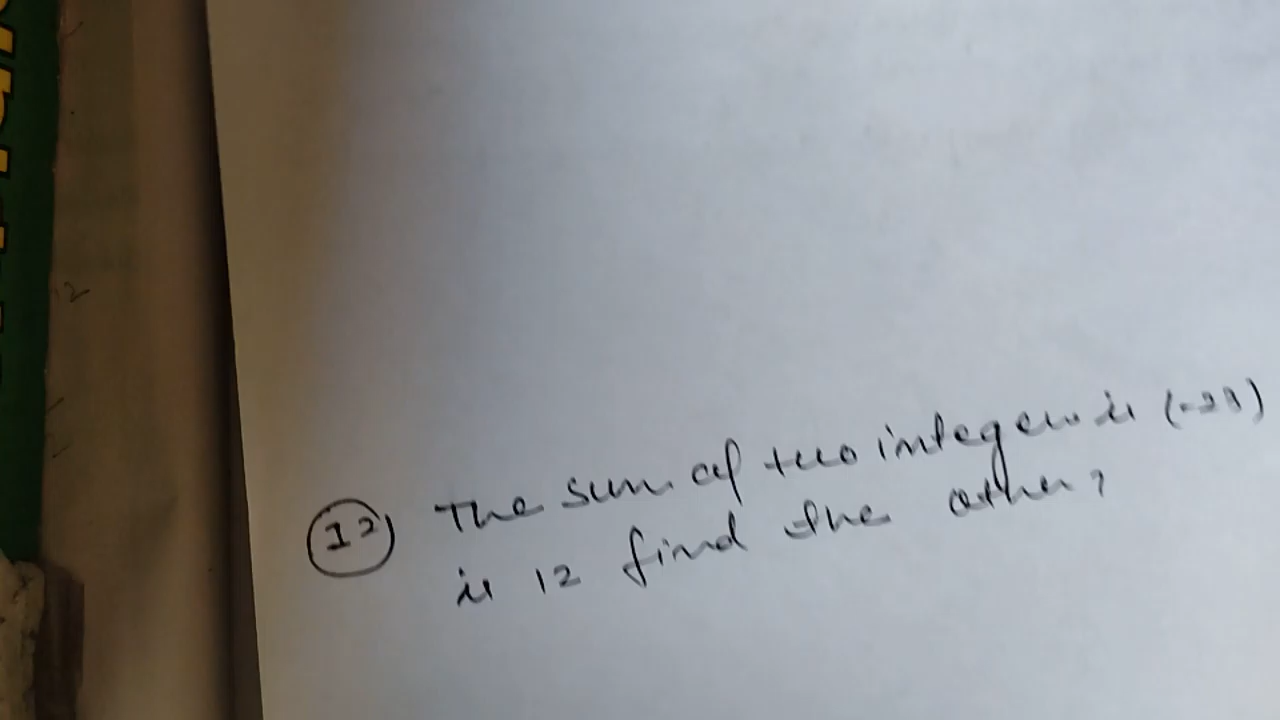 12) The sum of two integers is (-23)
is 12 find the other?